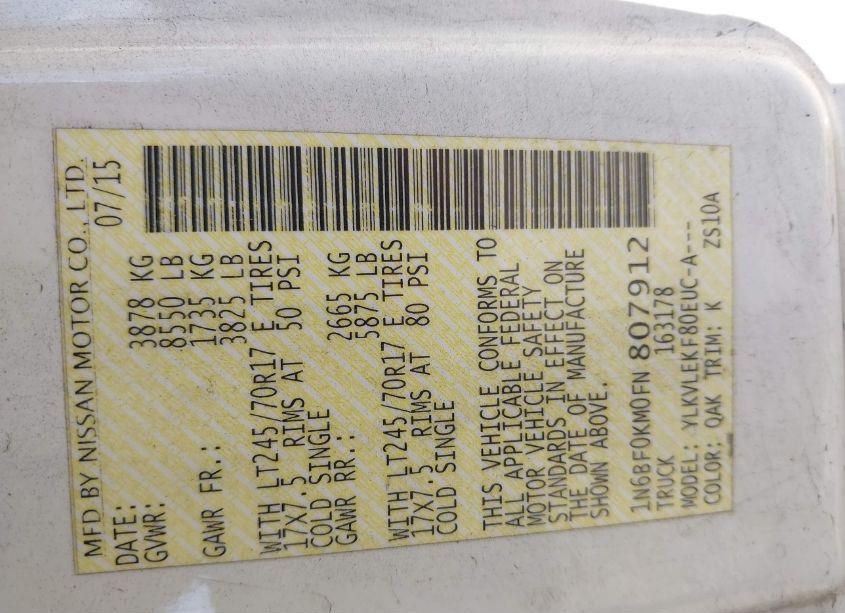 MFD BY NISSAN MOTOR CO., LTD.
DATE: 07/15
GVWR: 3878 KG
8550 LB
GAWR FR.: 1735 KG
3825 LB
WITH LT245/70R17 E TIRES
17X7.5 RIMS AT 50 PSI
COLD SINGLE
GAWR RR.: 2665 KG
5875 LB
WITH LT245/70R17 E TIRES
17X7.5 RIMS AT 80 PSI
COLD SINGLE
THIS VEHICLE CONFORMS TO
ALL APPLICABLE FEDERAL
MOTOR VEHICLE SAFETY
STANDARDS IN EFFECT ON
THE DATE OF MANUFACTURE
SHOWN ABOVE.
1N6BF0KM0FN 807912
TRUCK 163178
MODEL: YLKVLEKF80EUC-A---
COLOR: QAK TRIM: K ZS10A